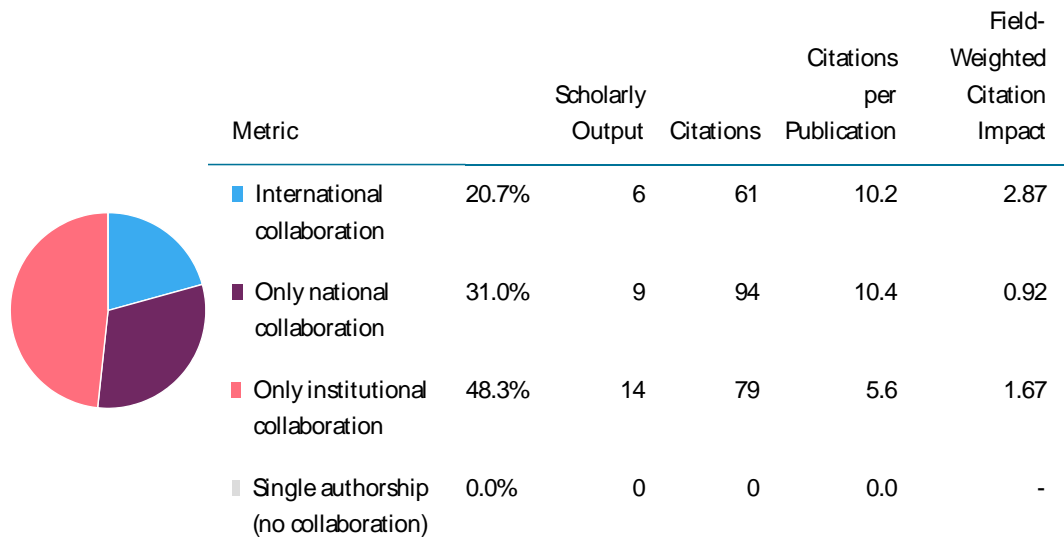 Field-
Weighted
Citations Citation
Scholarly per Impact
Metric Output Citations Publication
International 20.7% 6 61 10.2 2.87
collaboration
Only national 31.0% 9 94 10.4 0.92
collaboration
Only institutional 48.3% 14 79 5.6 1.67
collaboration
Single authorship 0.0% 0 0 0.0 -
(no collaboration)